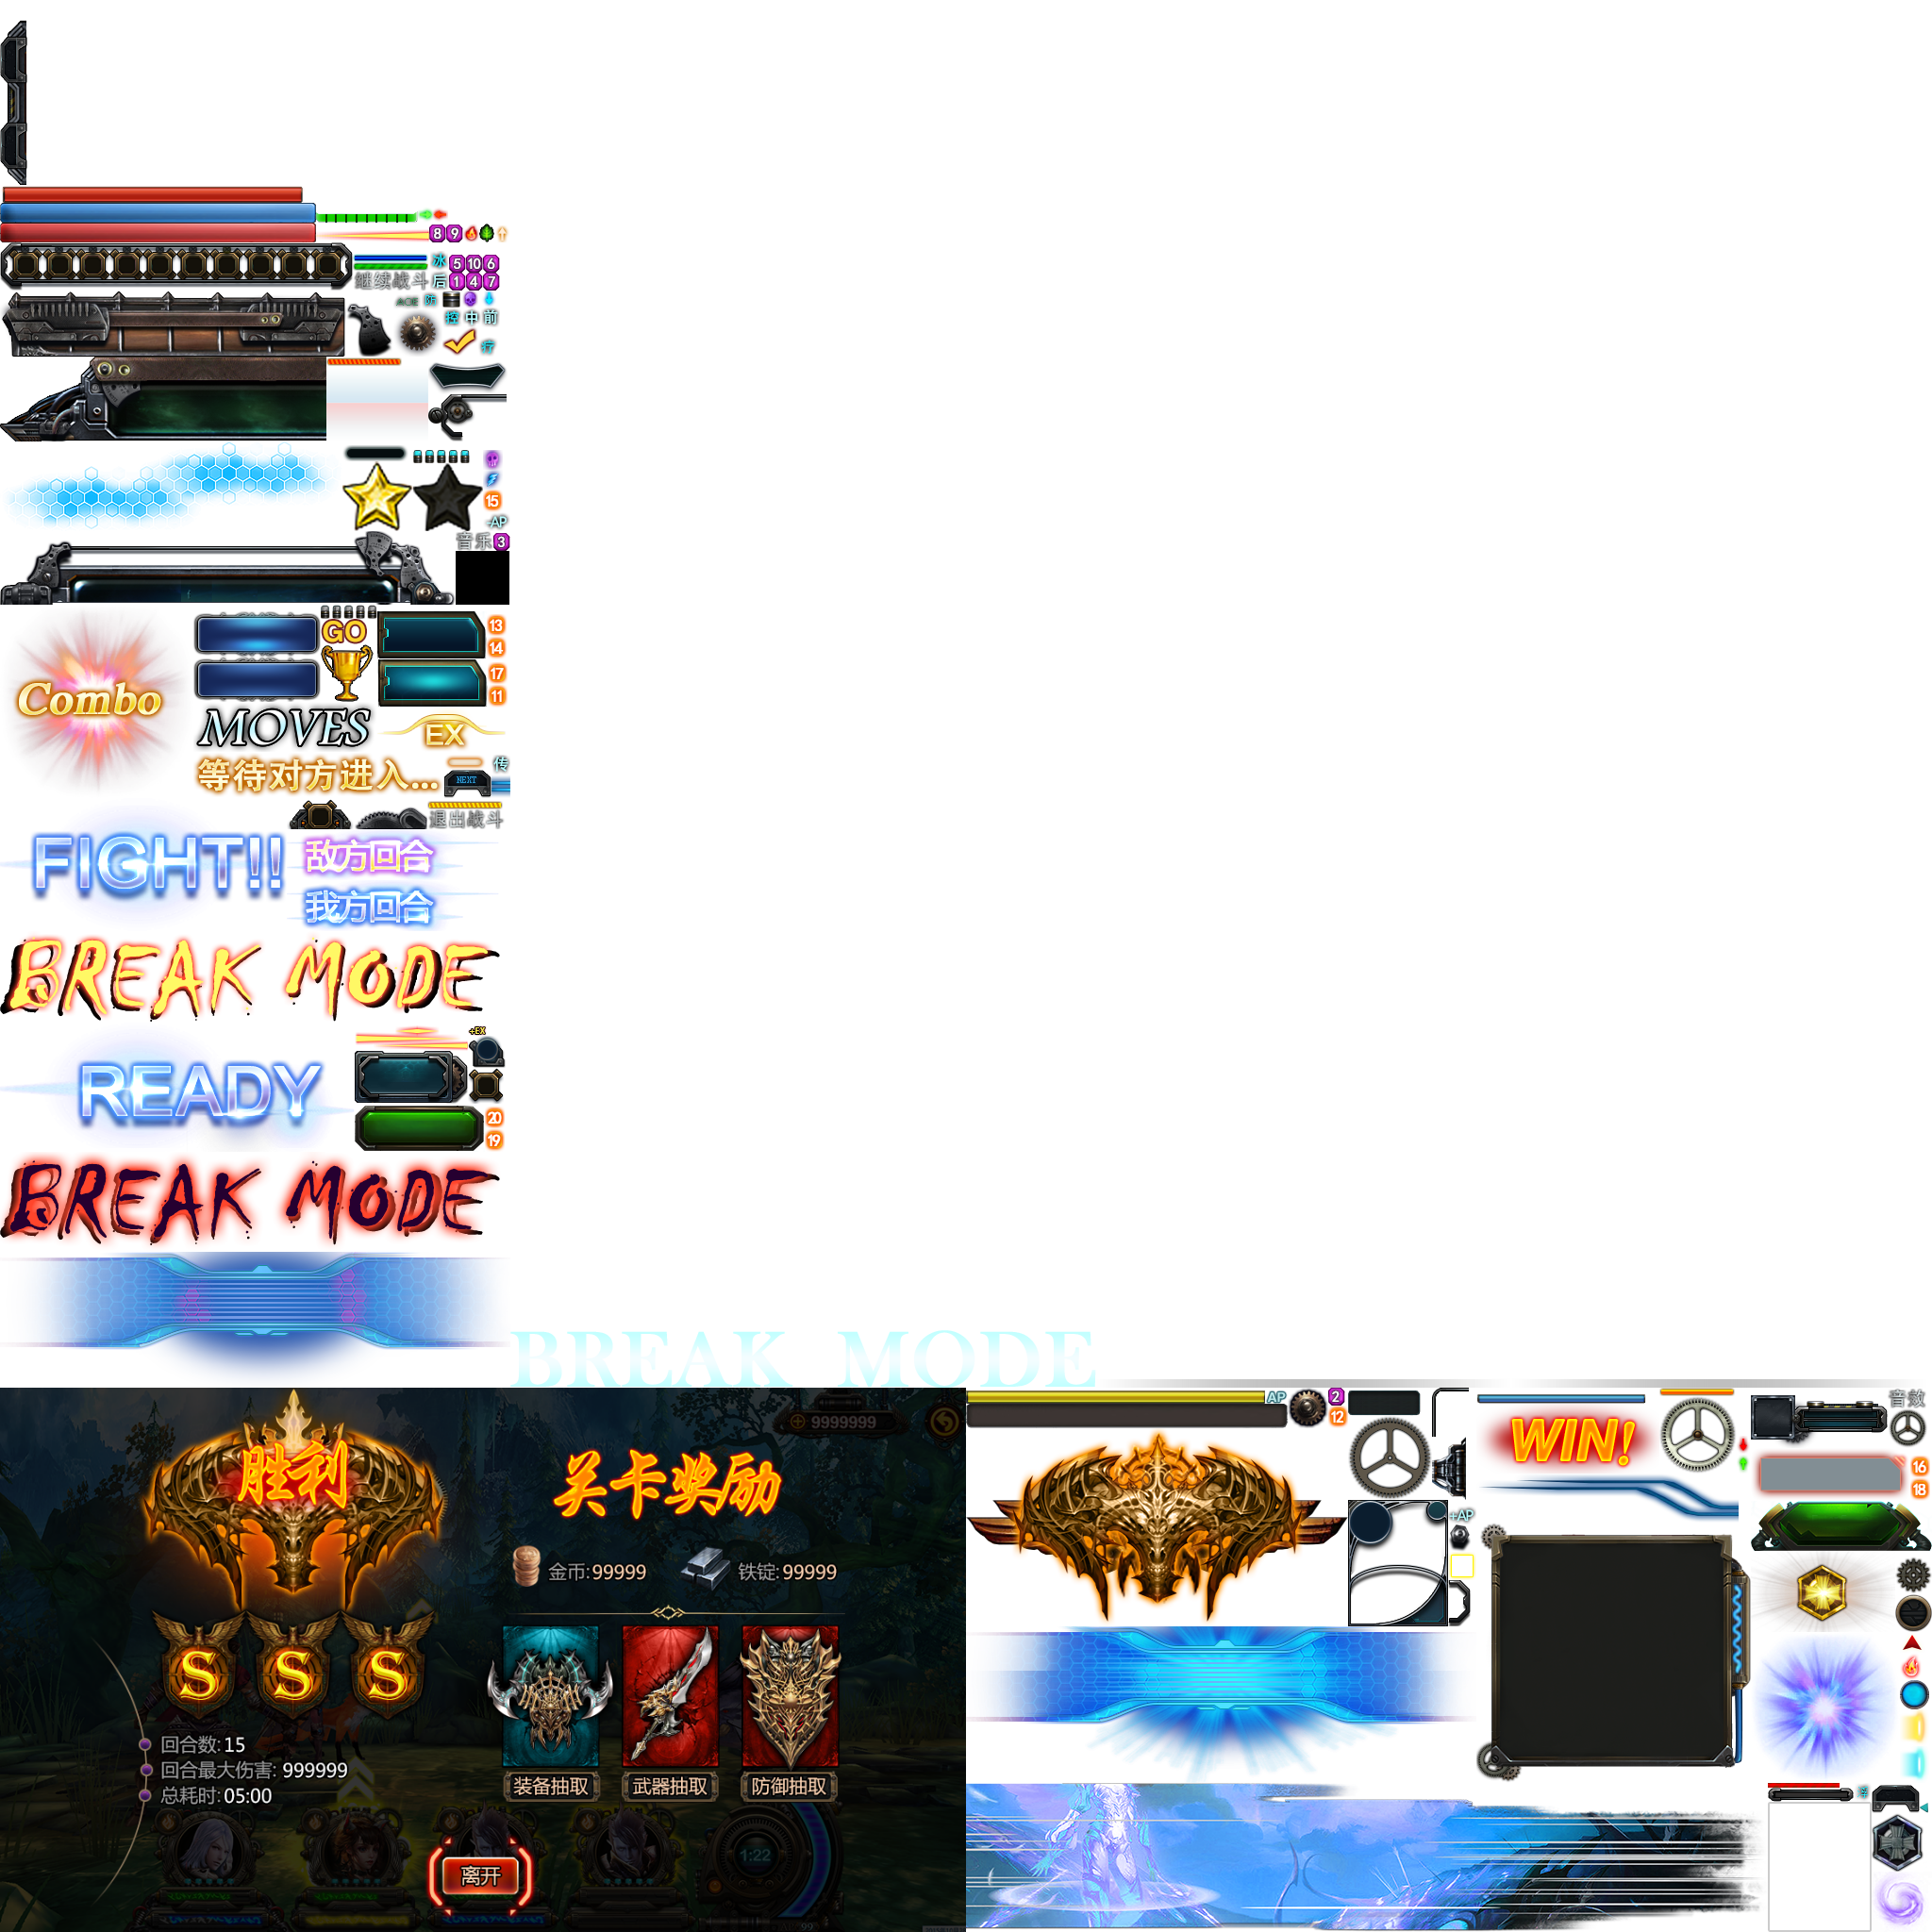 8 9
水 5 10 6
继续战斗 后 1 4 7
ACE 防
控 中 前
疗
15
-AP
音乐 3
GO
13
14
17
11
Combo
MOVES
EX
等待对方进入...
传
NEXT
退出战斗
FIGHT!!
敌方回合
我方回合
BREAK MODE
+EX
READY
20
19
BREAK MODE
BREAK MODE
胜利
S S S
回合数: 15
回合最大伤害: 999999
总耗时: 05:00
9999999
关卡奖励
金币: 99999
铁锭: 99999
装备抽取
武器抽取
防御抽取
1:22
离开
99
AP
2
12
WIN!
音效
16
18
+AP